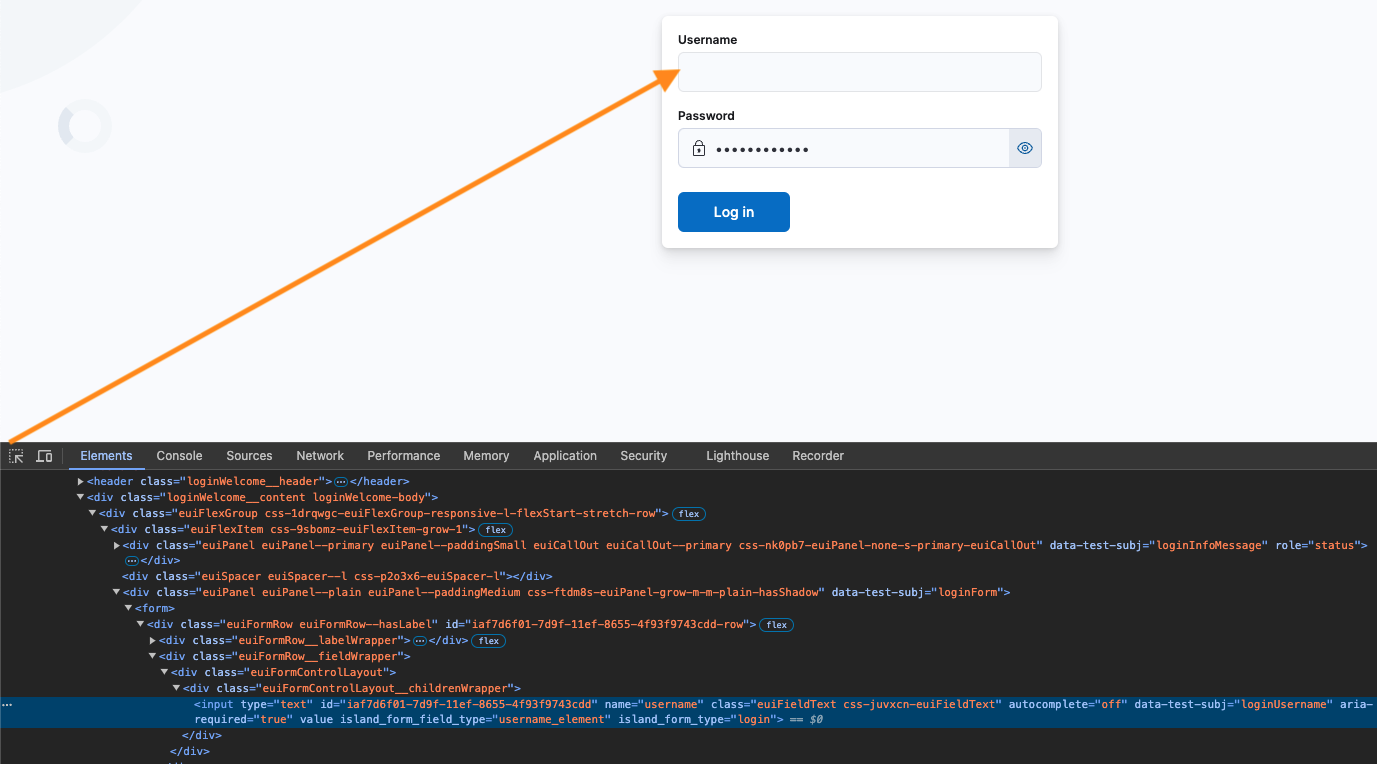 Username
Password
••••••••••••
Log in
Elements Console Sources Network Performance Memory Application Security Lighthouse Recorder
<header class="loginWelcome__header">…</header>
<div class="loginWelcome__content loginWelcome-body">
<div class="euiFlexGroup css-1drqwgc-euiFlexGroup-responsive-l-flexStart-stretch-row"> flex
<div class="euiFlexItem css-9sbomz-euiFlexItem-grow-1"> flex
<div class="euiPanel euiPanel--primary euiPanel--paddingSmall euiCallOut euiCallOut--primary css-nk0pb7-euiPanel-none-s-primary-euiCallOut" data-test-subj="loginInfoMessage" role="status">
…</div>
<div class="euiSpacer euiSpacer--l css-p2o3x6-euiSpacer-l"></div>
<div class="euiPanel euiPanel--plain euiPanel--paddingMedium css-ftdm8s-euiPanel-grow-m-m-plain-hasShadow" data-test-subj="loginForm">
<form>
<div class="euiFormRow euiFormRow--hasLabel" id="iaf7d6f01-7d9f-11ef-8655-4f93f9743cdd-row"> flex
<div class="euiFormRow__labelWrapper">…</div> flex
<div class="euiFormRow__fieldWrapper">
<div class="euiFormControlLayout">
<div class="euiFormControlLayout__childrenWrapper">
… <input type="text" id="iaf7d6f01-7d9f-11ef-8655-4f93f9743cdd" name="username" class="euiFieldText css-juvxcn-euiFieldText" autocomplete="off" data-test-subj="loginUsername" aria-
required="true" value island_form_field_type="username_element" island_form_type="login"> == $0
</div>
</div>